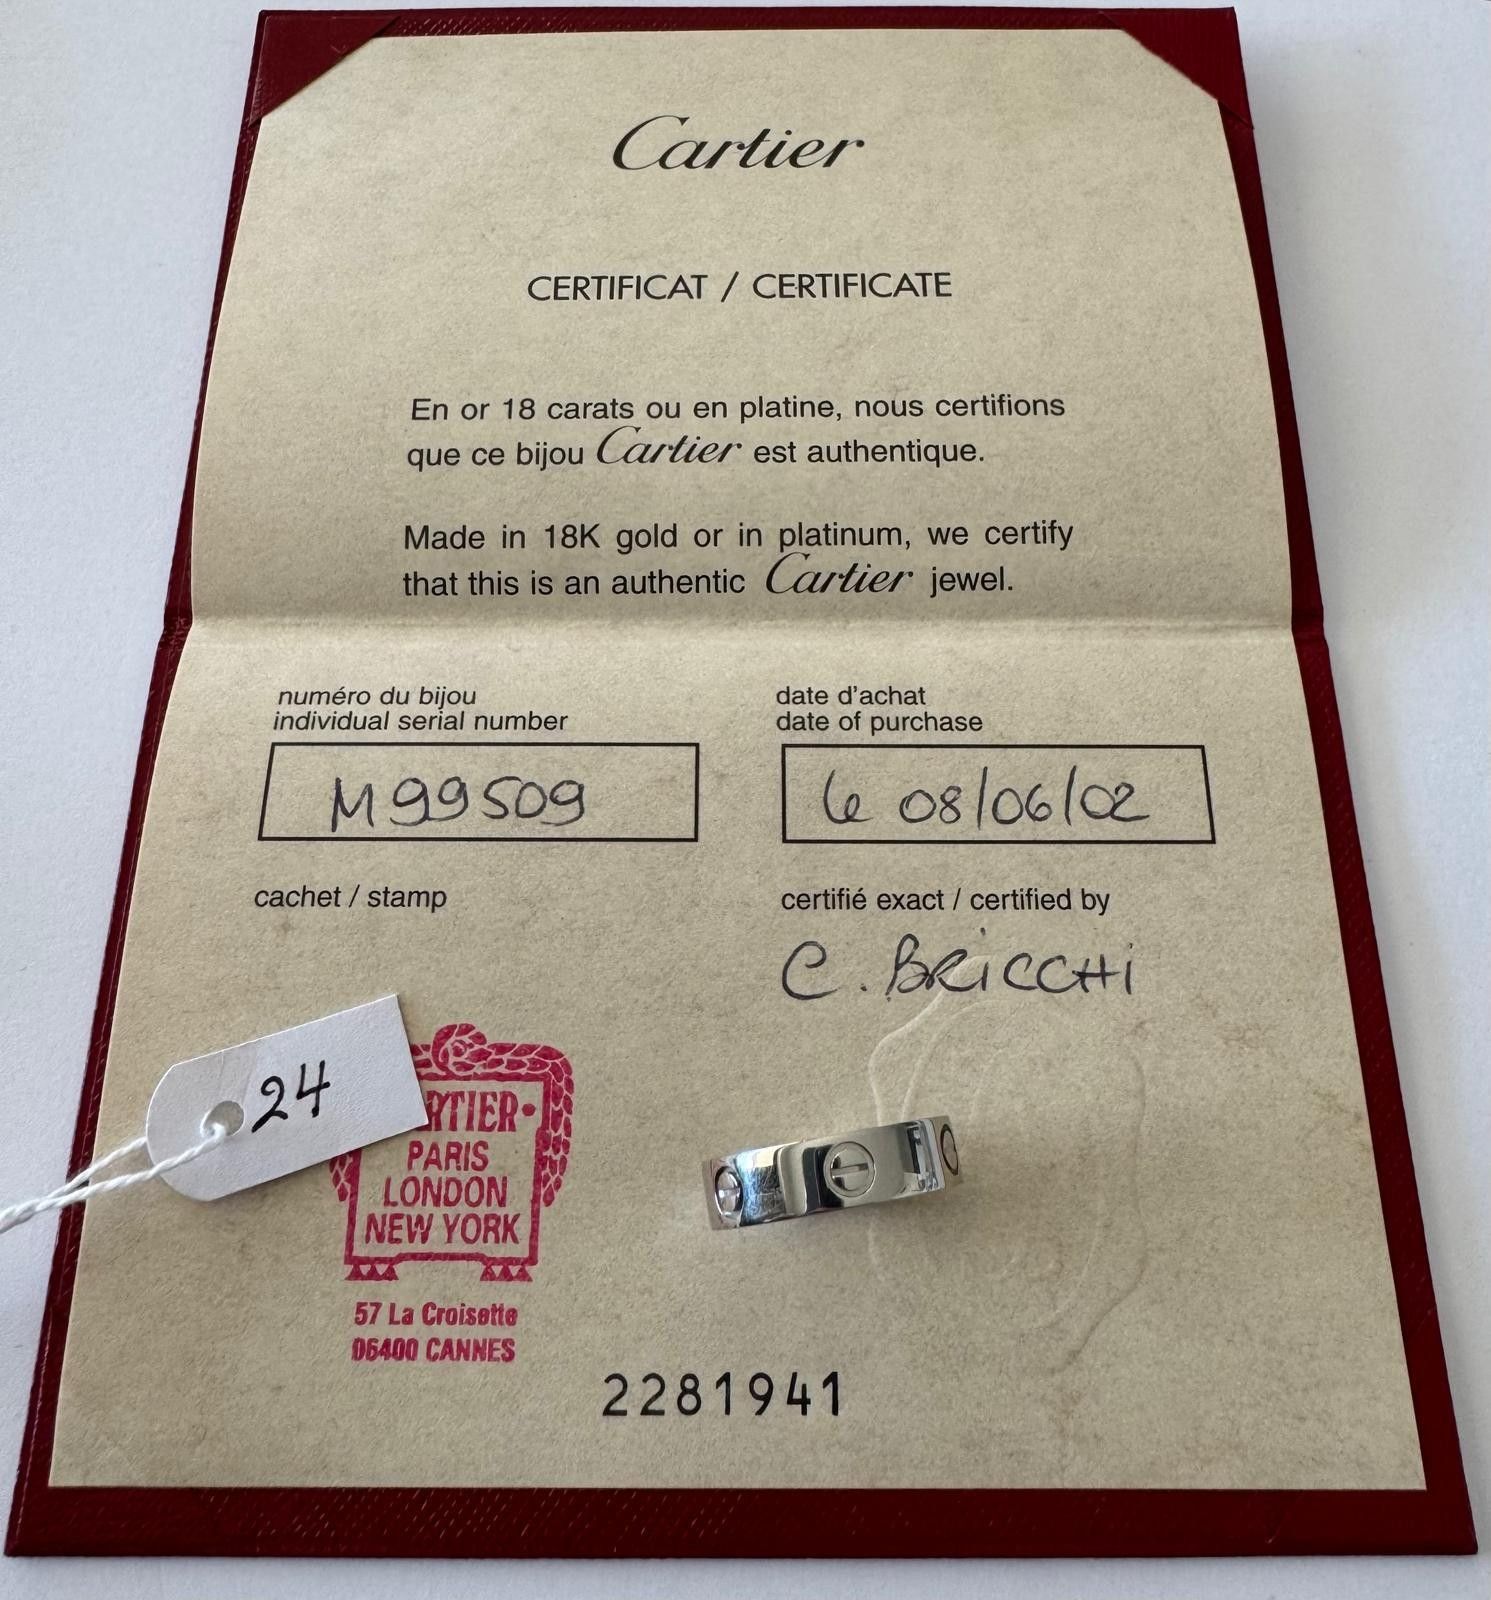 Cartier
CERTIFICAT / CERTIFICATE
En or 18 carats ou en platine, nous certifions
que ce bijou Cartier est authentique.
Made in 18K gold or in platinum, we certify
that this is an authentic Cartier jewel.
numéro du bijou
individual serial number
M99509
date d'achat
date of purchase
le 08/06/02
cachet / stamp
certifié exact / certified by
C. BRICCHI
24
RTIER
PARIS
LONDON
NEW YORK
57 La Croisette
06400 CANNES
2281941